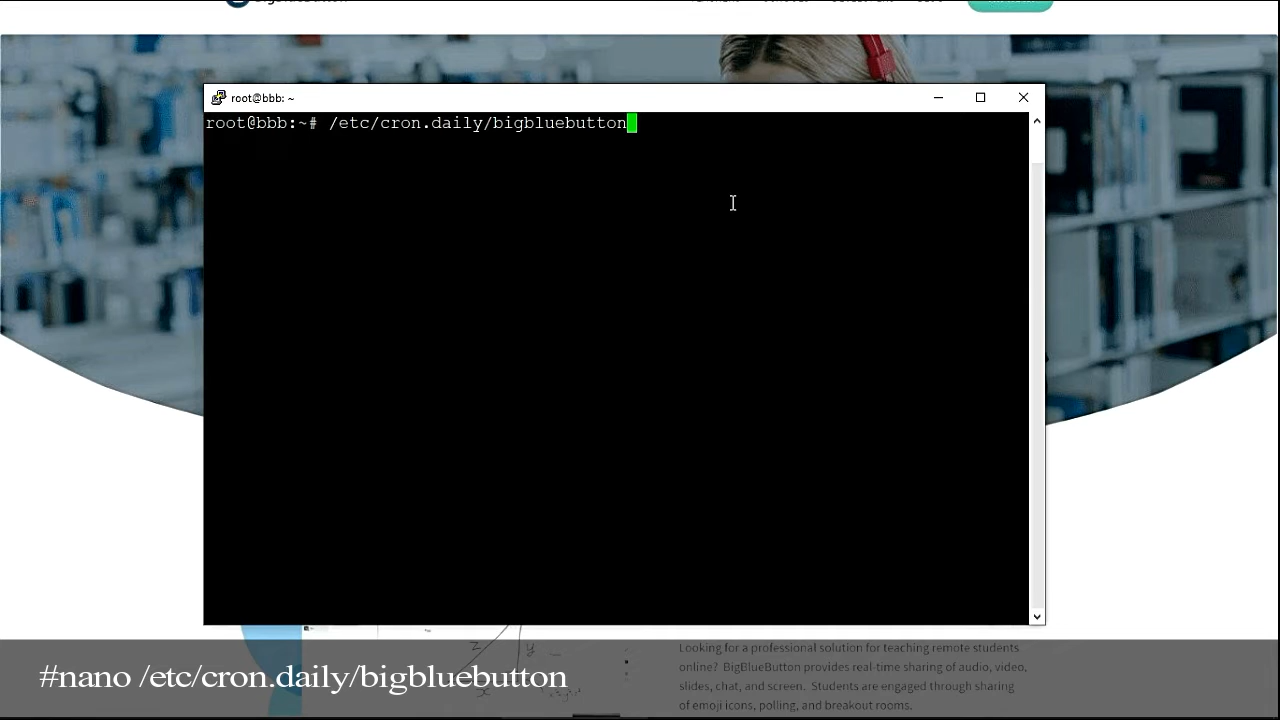 root@bbb: ~
root@bbb:~# /etc/cron.daily/bigbluebutton
Looking for a professional solution for teaching remote students
online? BigBlueButton provides real-time sharing of audio, video,
slides, chat, and screen. Students are engaged through sharing
of emoji icons, polling, and breakout rooms.
#nano /etc/cron.daily/bigbluebutton